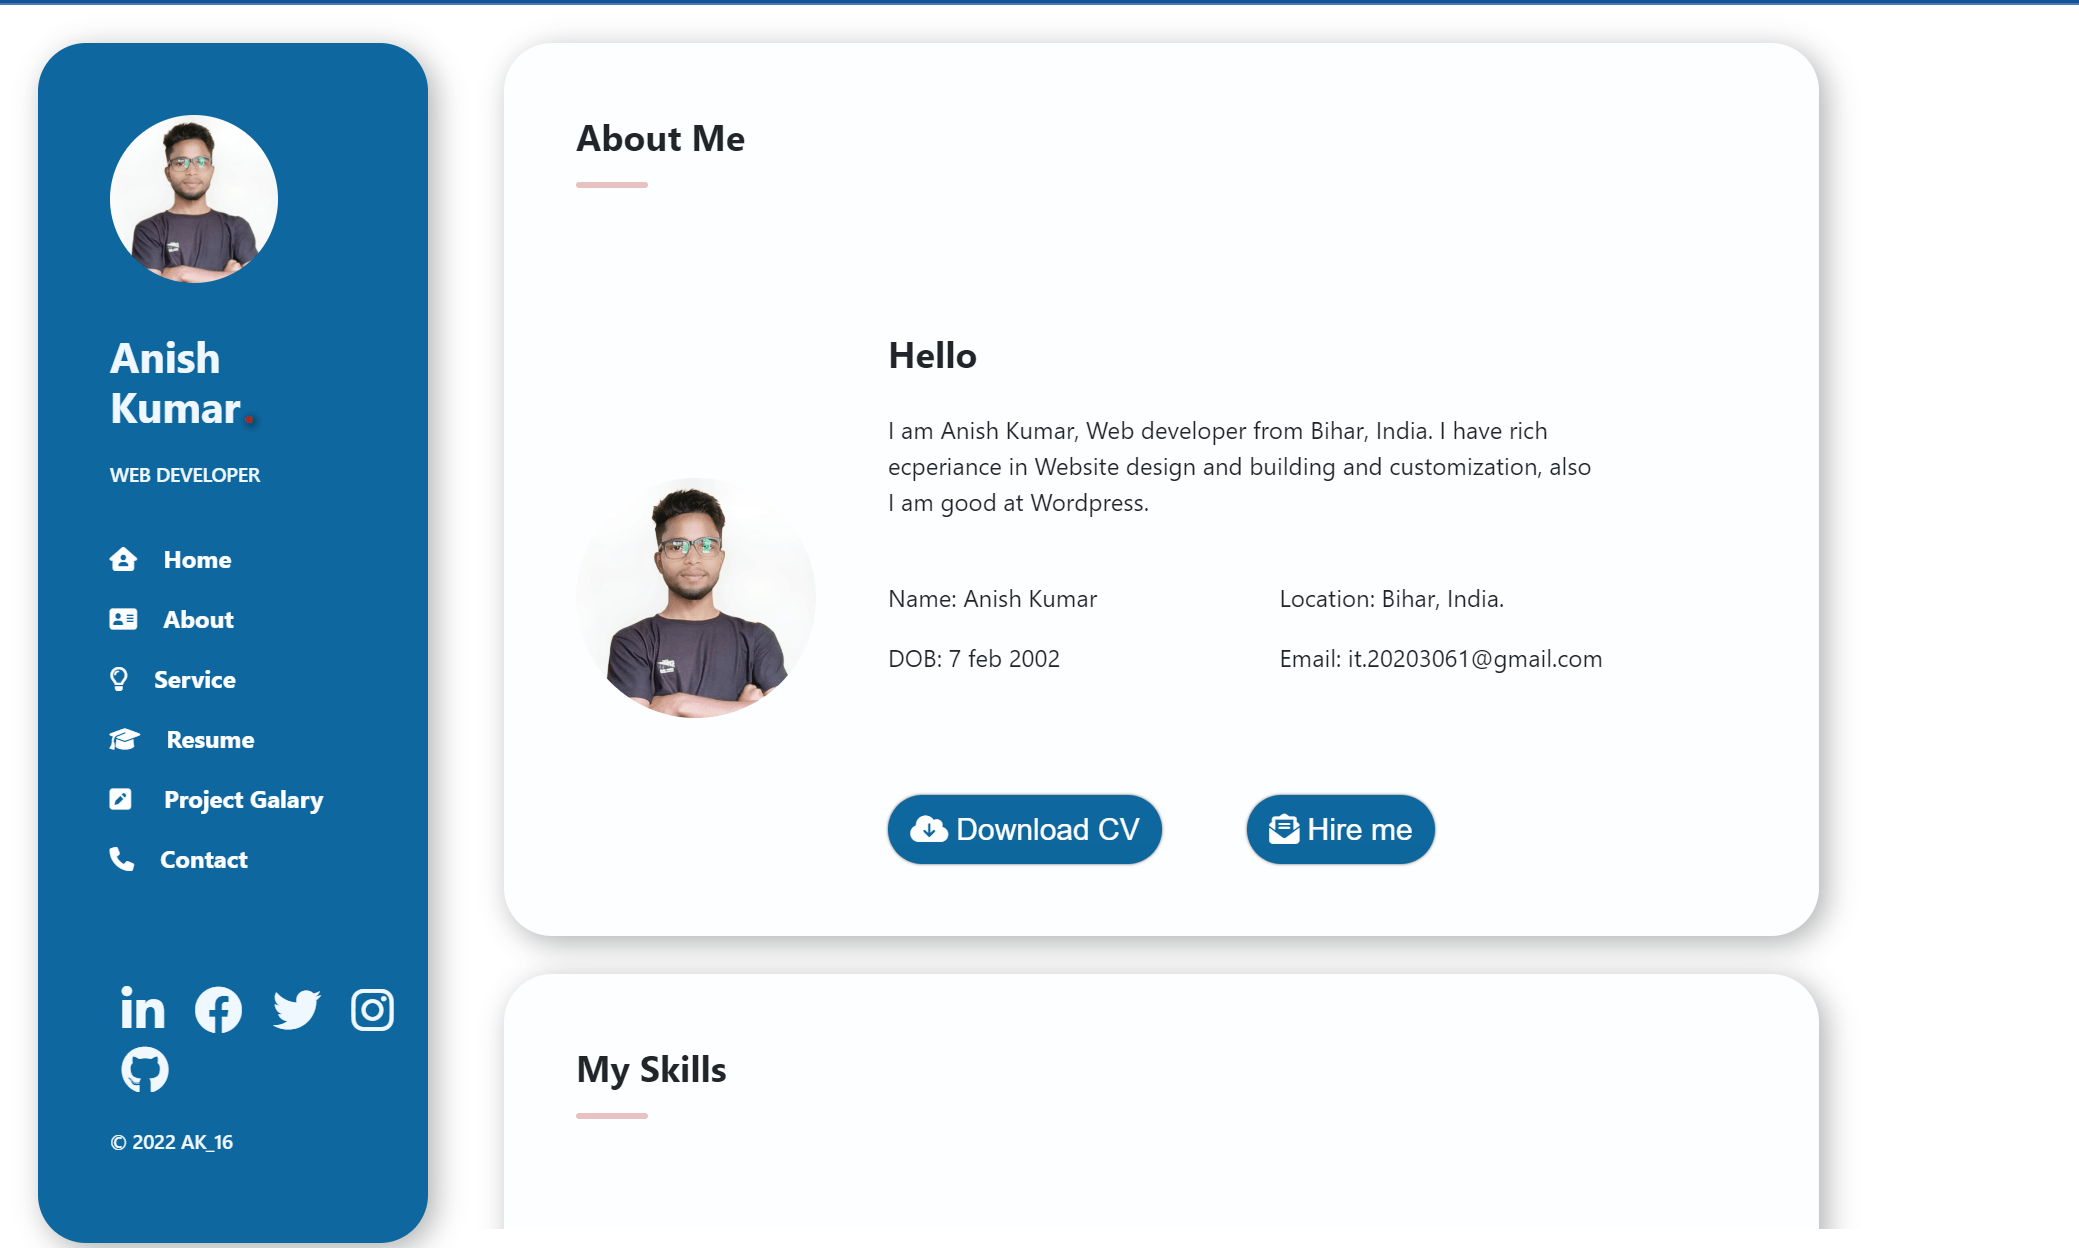 Anish
Kumar.
WEB DEVELOPER
Home
About
Service
Resume
Project Galary
Contact
© 2022 AK_16
About Me
Hello
I am Anish Kumar, Web developer from Bihar, India. I have rich
ecperiance in Website design and building and customization, also
I am good at Wordpress.
Name: Anish Kumar
Location: Bihar, India.
DOB: 7 feb 2002
Email: it.20203061@gmail.com
Download CV
Hire me
My Skills